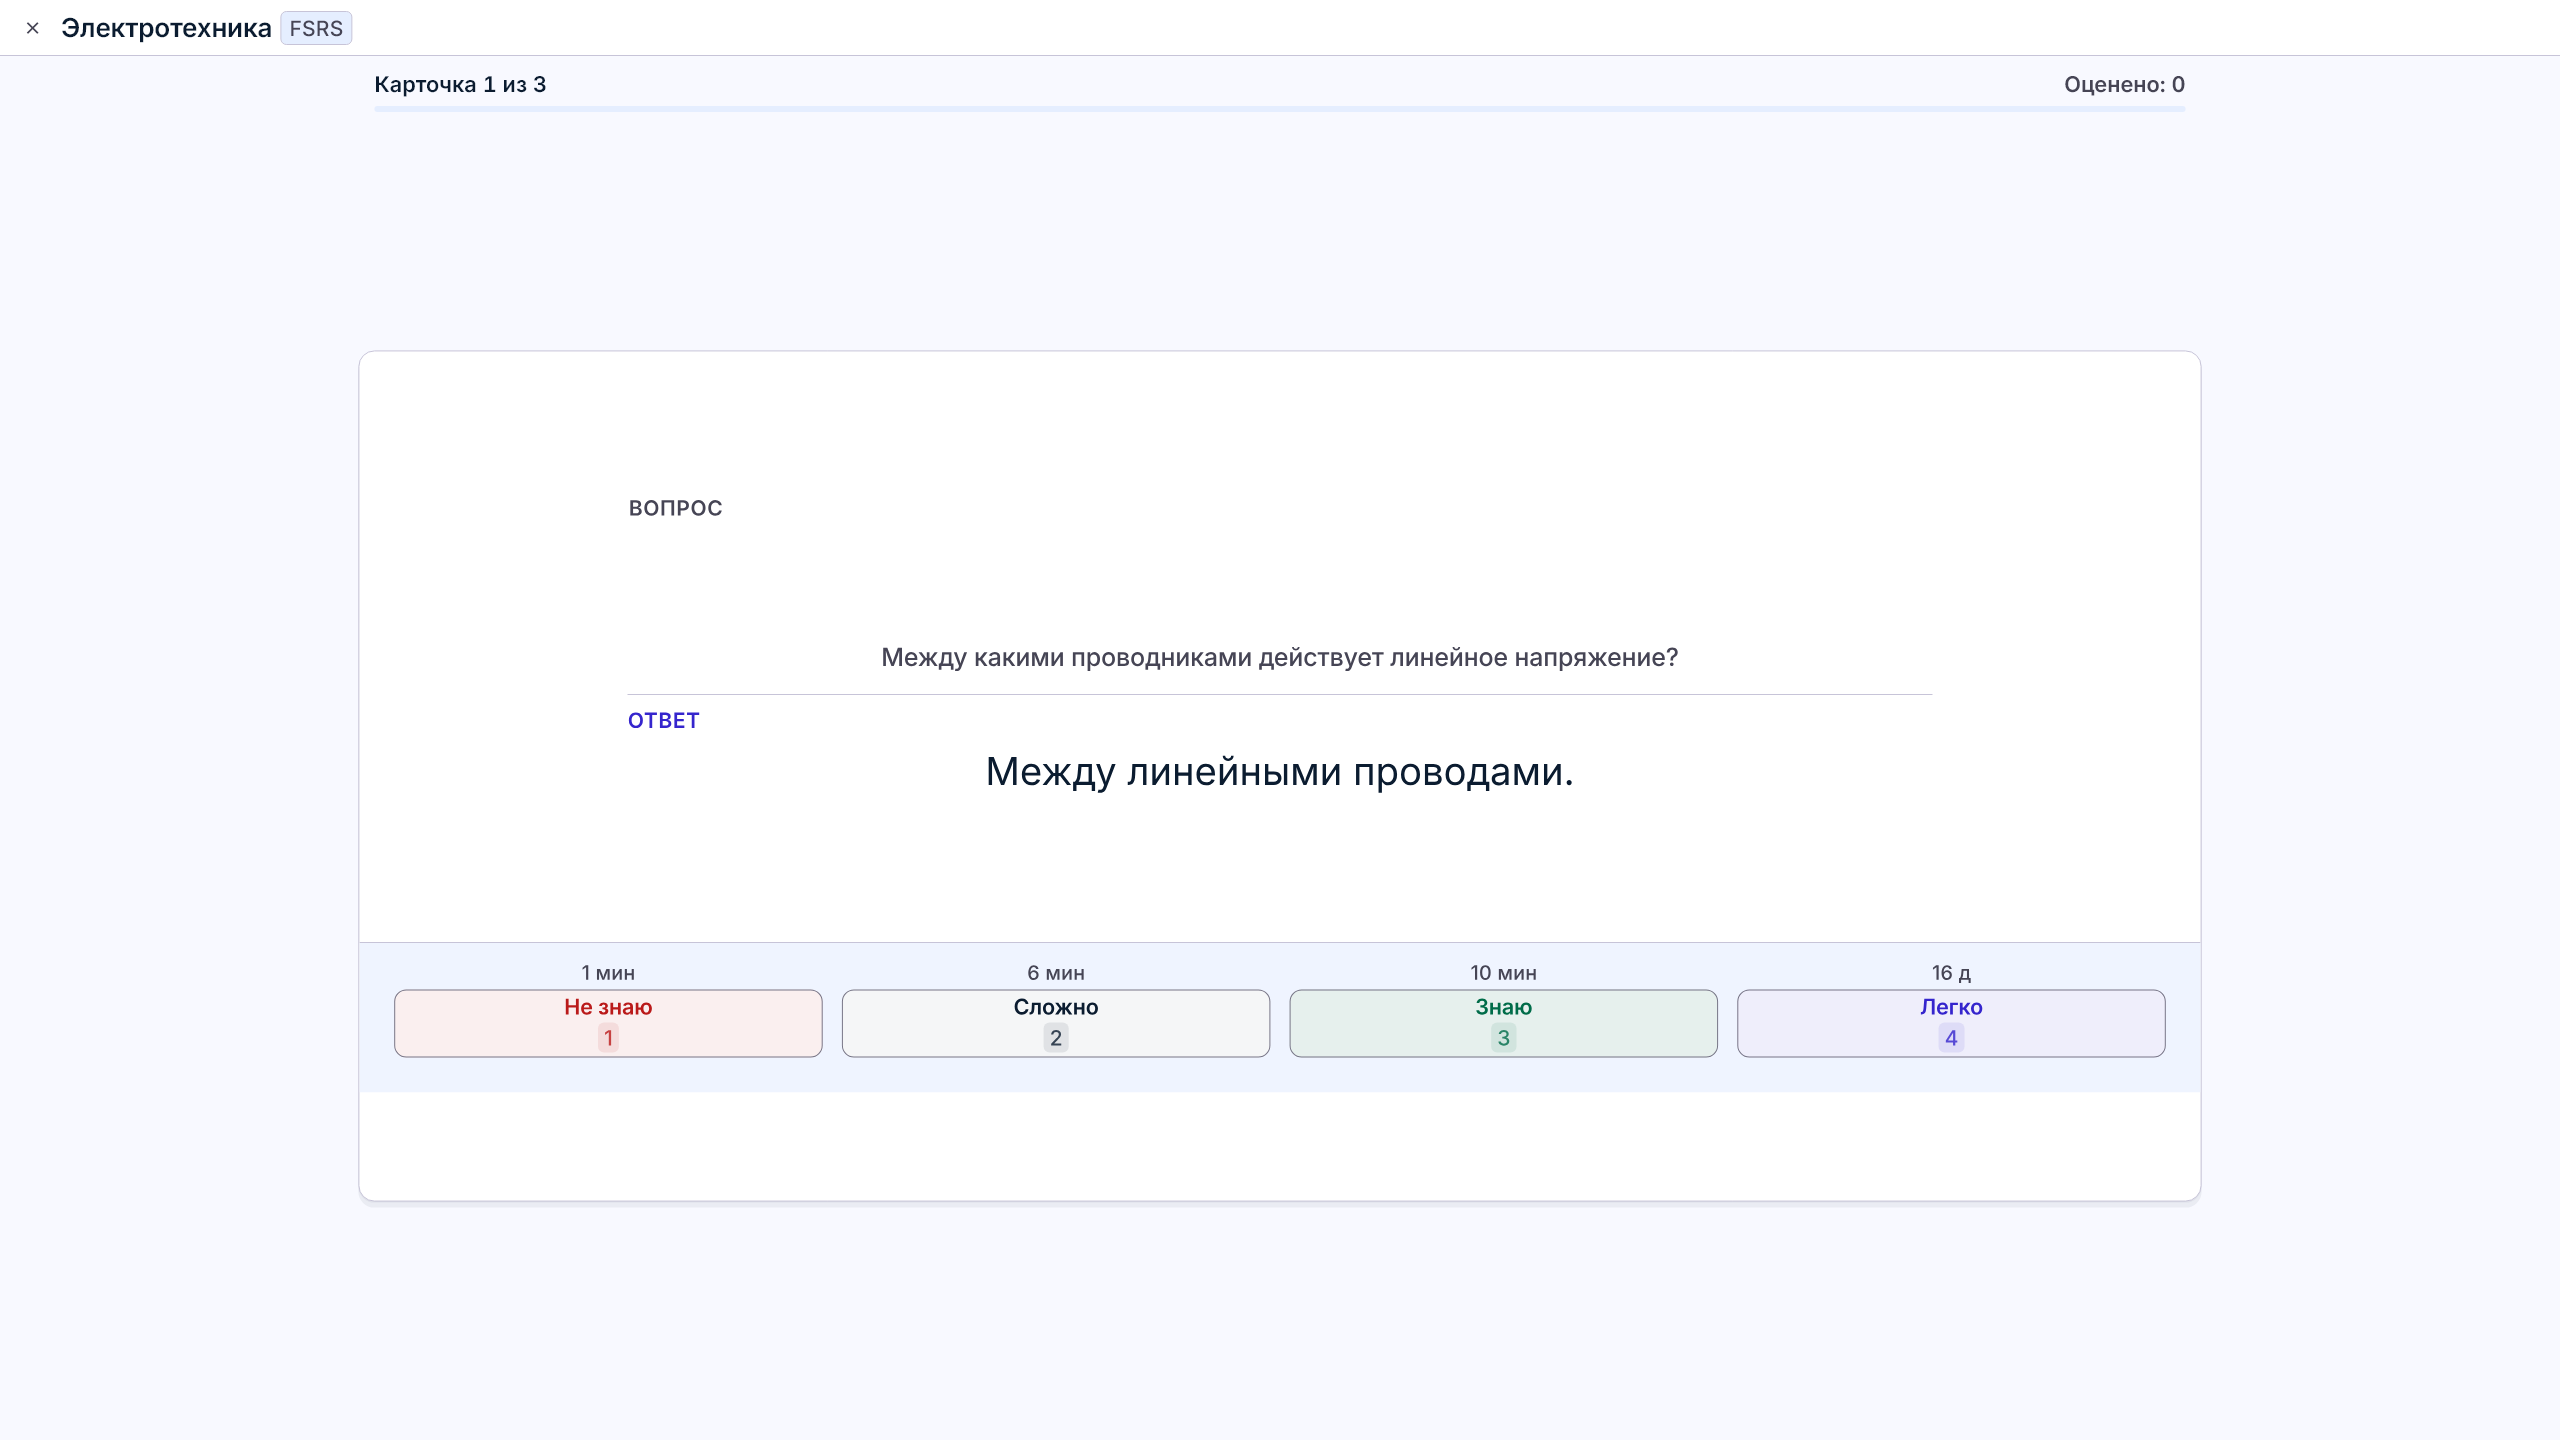 Электротехника FSRS
Карточка 1 из 3
Оценено: 0
ВОПРОС
Между какими проводниками действует линейное напряжение?
ОТВЕТ
Между линейными проводами.
1 мин
Не знаю
1
6 мин
Сложно
2
10 мин
Знаю
3
16 д
Легко
4